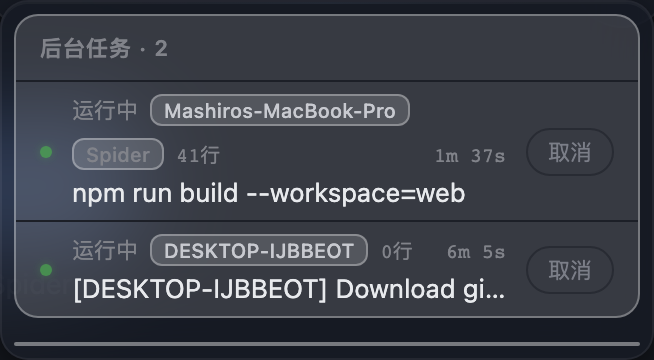 后台任务 · 2
运行中 Mashiros-MacBook-Pro
Spider 41行 1m 37s
取消
npm run build --workspace=web
运行中 DESKTOP-IJBBEOT 0行 6m 5s
取消
[DESKTOP-IJBBEOT] Download gi...